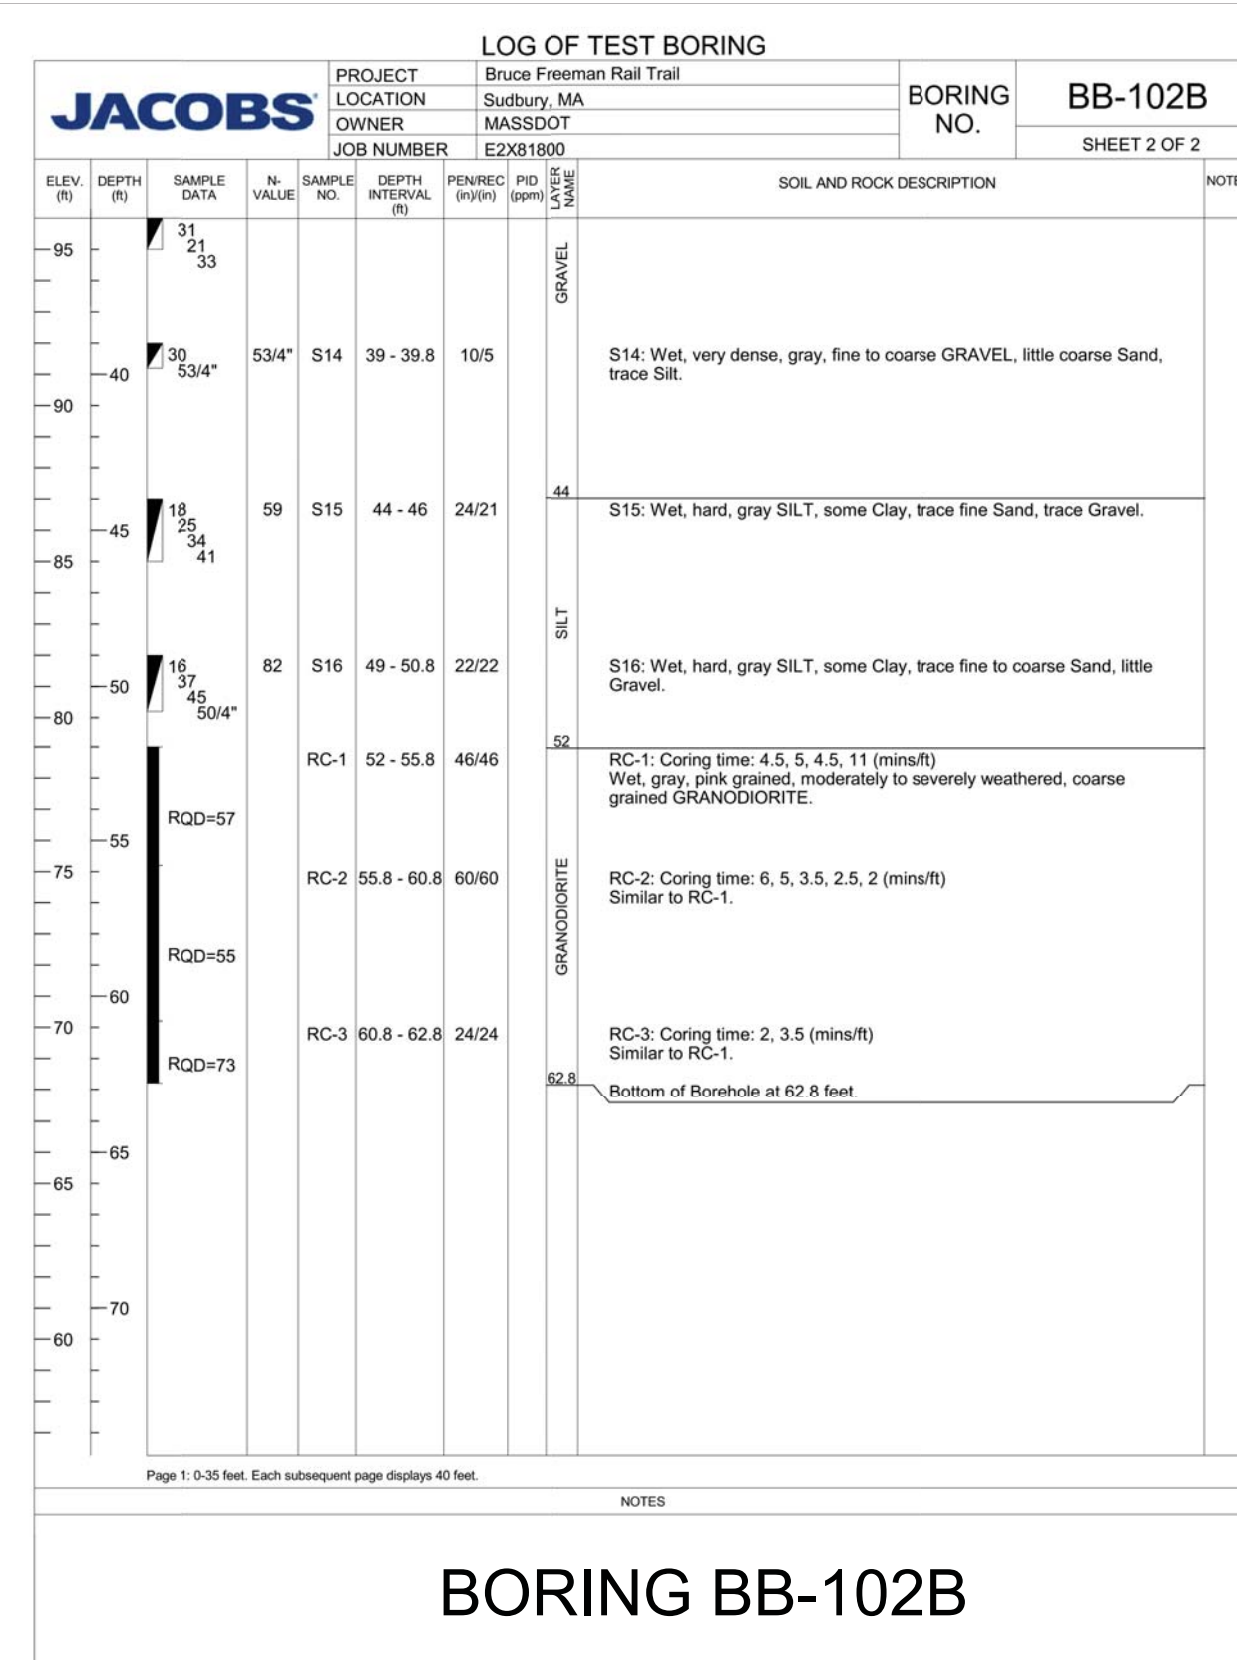 LOG OF TEST BORING
JACOBS
PROJECT Bruce Freeman Rail Trail
LOCATION Sudbury, MA
OWNER MASSDOT
JOB NUMBER E2X81800
BORING NO.
BB-102B
SHEET 2 OF 2
ELEV. (ft) DEPTH (ft) SAMPLE DATA N-VALUE SAMPLE NO. DEPTH INTERVAL (ft) PEN/REC (in)/(in) PID (ppm) LAYER NAME SOIL AND ROCK DESCRIPTION NOTE
31
95 21
33
GRAVEL
30 53/4" S14 39 - 39.8 10/5 S14: Wet, very dense, gray, fine to coarse GRAVEL, little coarse Sand,
40 53/4" trace Silt.
90
44
18 59 S15 44 - 46 24/21 S15: Wet, hard, gray SILT, some Clay, trace fine Sand, trace Gravel.
45 25
34
85 41
SILT
16 82 S16 49 - 50.8 22/22 S16: Wet, hard, gray SILT, some Clay, trace fine to coarse Sand, little
50 37 Gravel.
45
80 50/4"
52
RC-1 52 - 55.8 46/46 RC-1: Coring time: 4.5, 5, 4.5, 11 (mins/ft)
Wet, gray, pink grained, moderately to severely weathered, coarse
grained GRANODIORITE.
RQD=57
55
75 RC-2 55.8 - 60.8 60/60 RC-2: Coring time: 6, 5, 3.5, 2.5, 2 (mins/ft)
Similar to RC-1.
GRANODIORITE
RQD=55
60
70 RC-3 60.8 - 62.8 24/24 RC-3: Coring time: 2, 3.5 (mins/ft)
Similar to RC-1.
RQD=73
62.8
Bottom of Borehole at 62.8 feet.
65
65
70
60
Page 1: 0-35 feet. Each subsequent page displays 40 feet.
NOTES
BORING BB-102B